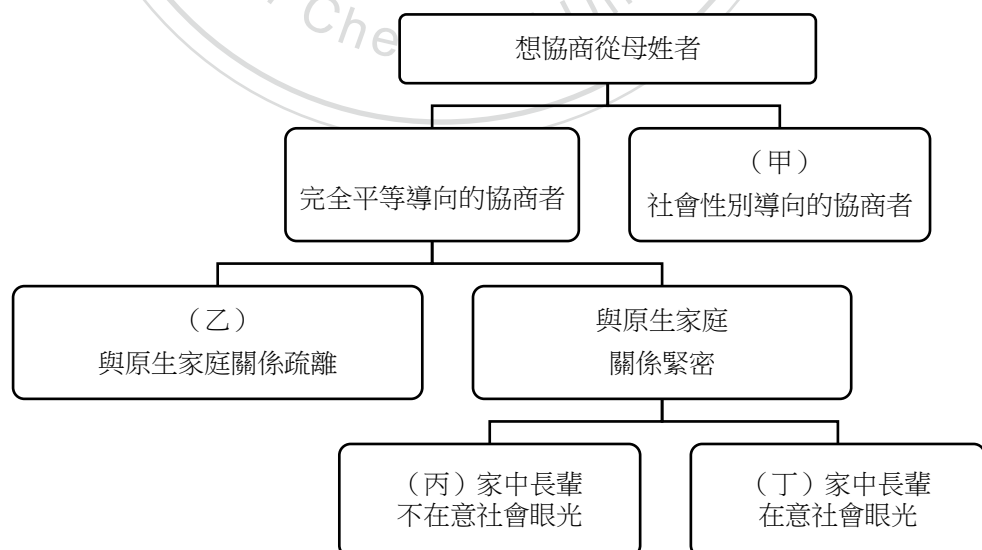 Che
想協商從母姓者
完全平等導向的協商者
（甲）
社會性別導向的協商者
（乙）
與原生家庭關係疏離
與原生家庭
關係緊密
（丙）家中長輩
不在意社會眼光
（丁）家中長輩
在意社會眼光